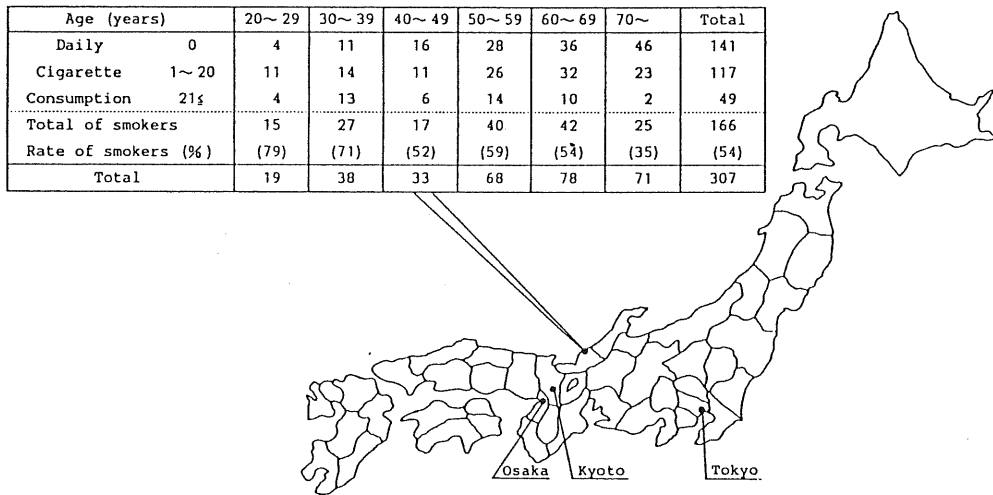 Age (years) 20~29 30~39 40~49 50~59 60~69 70~ Total
Daily 0 4 11 16 28 36 46 141
Cigarette 1~20 11 14 11 26 32 23 117
Consumption 21≦ 4 13 6 14 10 2 49
Total of smokers 15 27 17 40 42 25 166
Rate of smokers (%) (79) (71) (52) (59) (54) (35) (54)
Total 19 38 33 68 78 71 307
Osaka Kyoto Tokyo